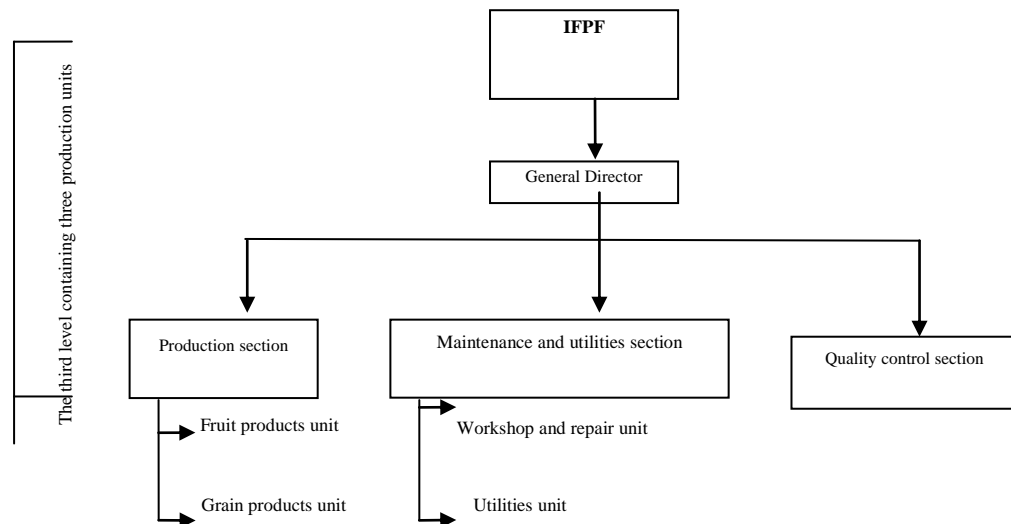 IFPF
General Director
The third level containing three production units
Production section
Maintenance and utilities section
Quality control section
Fruit products unit
Workshop and repair unit
Grain products unit
Utilities unit